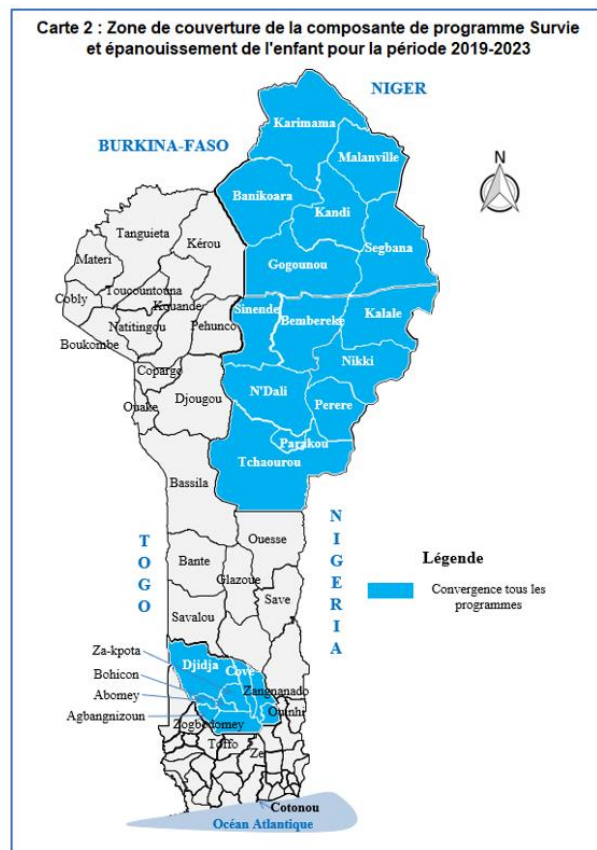 Carte 2 : Zone de couverture de la composante de programme Survie
et épanouissement de l'enfant pour la période 2019-2023
NIGER
Karimama
BURKINA-FASO
Malanville
N
Banikoara
Kandi
Tanguieta
Kérou
Segbana
Materi
Gogounou
Cobly
Toucountouna
Kouande
Sinende
Kalale
Bembereke
Natitingou
Pehunco
Boukombe
Nikki
Copargo
Djougou
N'Dali
Ouake
Perere
Parakou
Tchaourou
Bassila
TOGO
NIGERIA
Ouesse
Légende
Bante
Glazoue
Convergence tous les
programmes
Save
Savalou
Za-kpota
Djidja
Cove
Bohicon
Zangnanado
Abomey
Ouinhi
Agbangnizoun
Zogbodomey
Toffo
Ze
Cotonou
Océan Atlantique